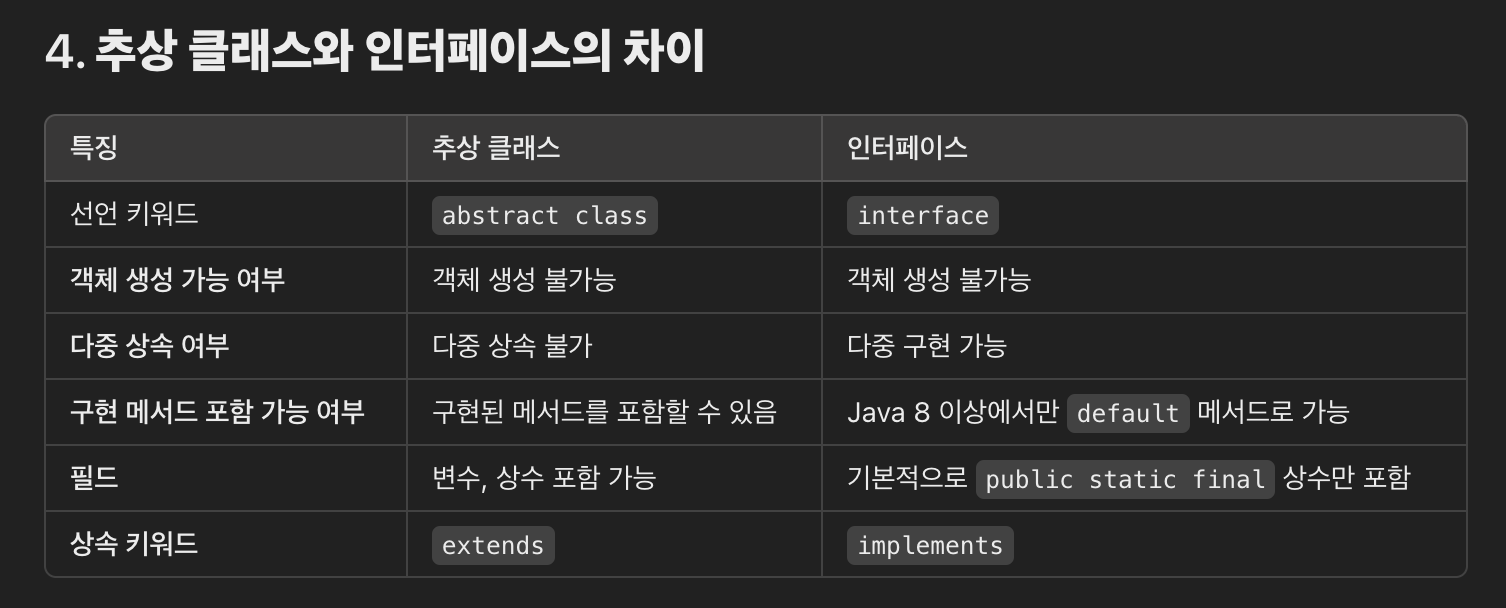 4. 추상 클래스와 인터페이스의 차이
특징 추상 클래스 인터페이스
선언 키워드 abstract class interface
객체 생성 가능 여부 객체 생성 불가능 객체 생성 불가능
다중 상속 여부 다중 상속 불가 다중 구현 가능
구현 메서드 포함 가능 여부 구현된 메서드를 포함할 수 있음 Java 8 이상에서만 default 메서드로 가능
필드 변수, 상수 포함 가능 기본적으로 public static final 상수만 포함
상속 키워드 extends implements